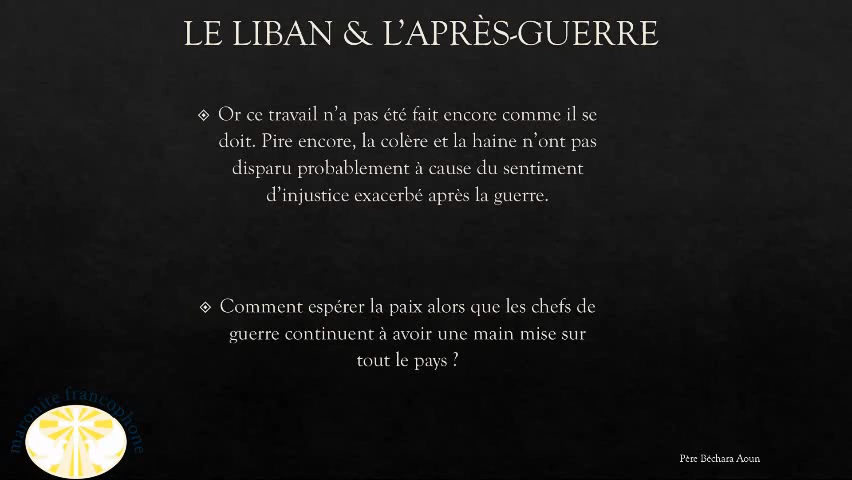 LE LIBAN & L'APRÈS-GUERRE
Or ce travail n'a pas été fait encore comme il se
doit. Pire encore, la colère et la haine n'ont pas
disparu probablement à cause du sentiment
d'injustice exacerbé après la guerre.
Comment espérer la paix alors que les chefs de
guerre continuent à avoir une main mise sur
tout le pays ?
maronite francophone
Père Béchara Aoun